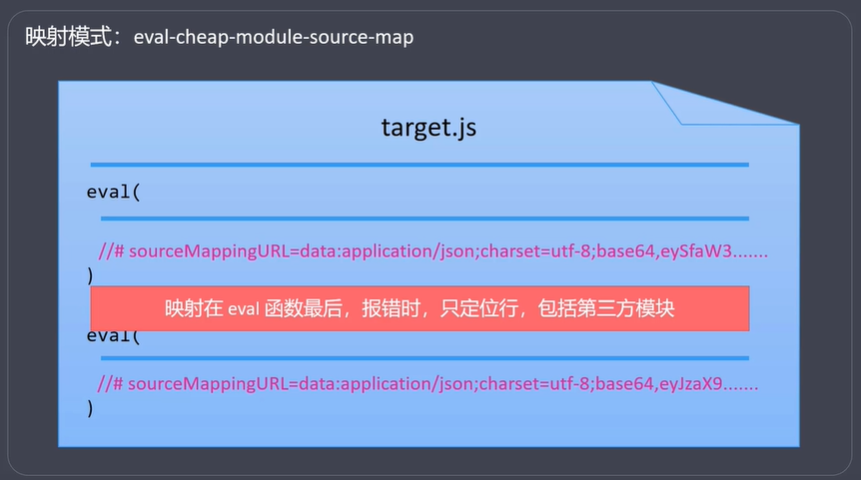 映射模式：eval-cheap-module-source-map
target.js
eval(
//# sourceMappingURL=data:application/json;charset=utf-8;base64,eySfaW3.......
)
映射在 eval 函数最后，报错时，只定位行，包括第三方模块
eval(
//# sourceMappingURL=data:application/json;charset=utf-8;base64,eyJzaX9.......
)